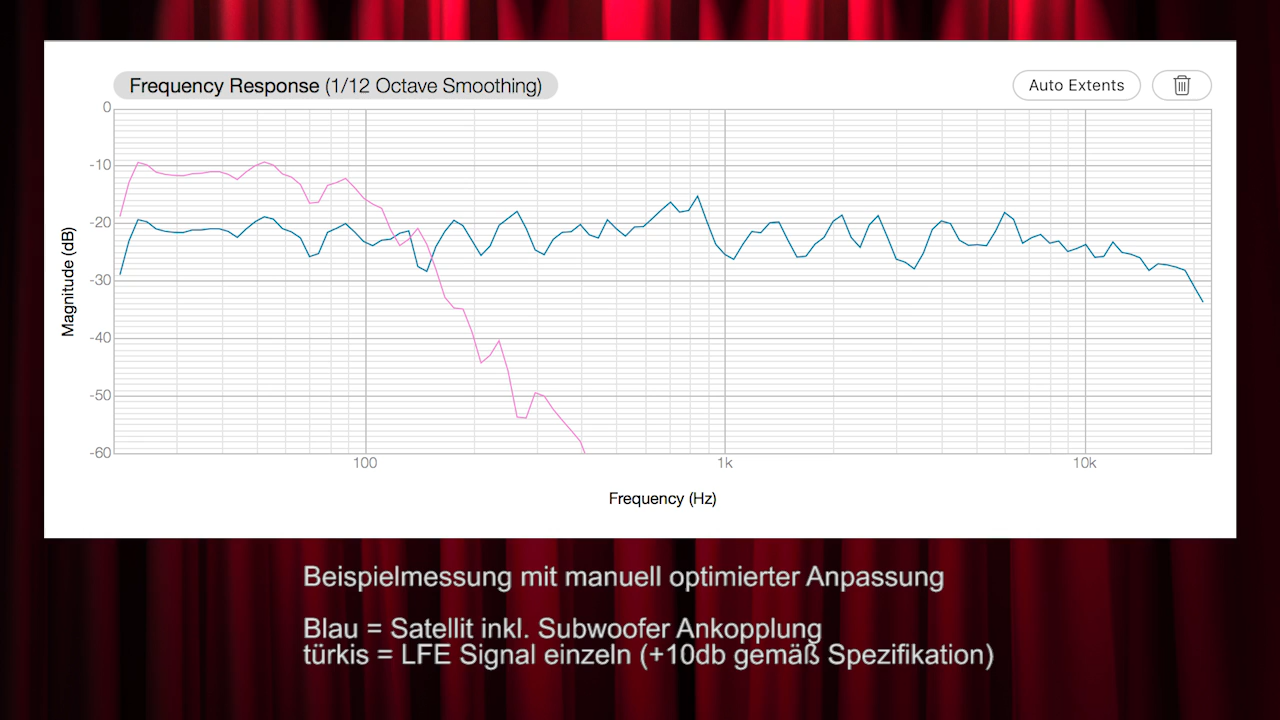 Frequency Response (1/12 Octave Smoothing)
Auto Extents
0
-10
-20
-30
-40
-50
-60
Magnitude (dB)
100
1k
10k
Frequency (Hz)
Beispielmessung mit manuell optimierter Anpassung
Blau = Satellit inkl. Subwoofer Ankopplung
türkis = LFE Signal einzeln (+10db gemäß Spezifikation)